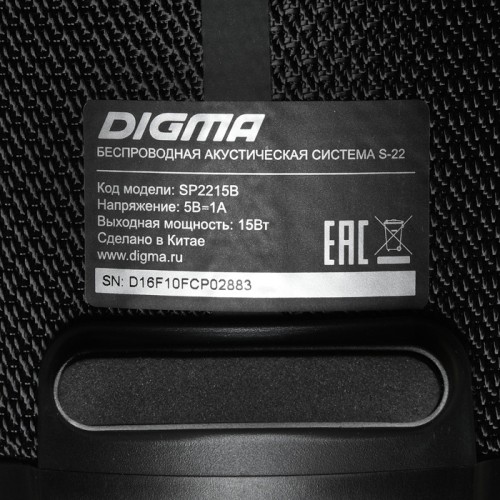 DIGMA
БЕСПРОВОДНАЯ АКУСТИЧЕСКАЯ СИСТЕМА S-22
Код модели: SP2215B
Напряжение: 5В=1А
Выходная мощность: 15Вт
Сделано в Китае
www.digma.ru
EAC
SN: D16F10FCP02883